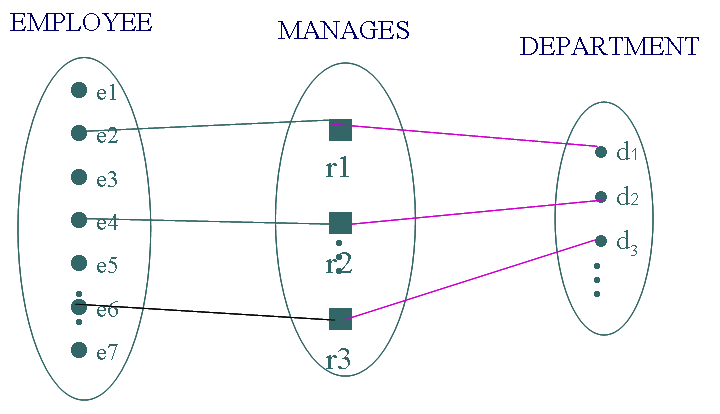 EMPLOYEE
MANAGES
DEPARTMENT
e1
e2
e3
e4
e5
e6
e7
r1
r2
r3
d1
d2
d3